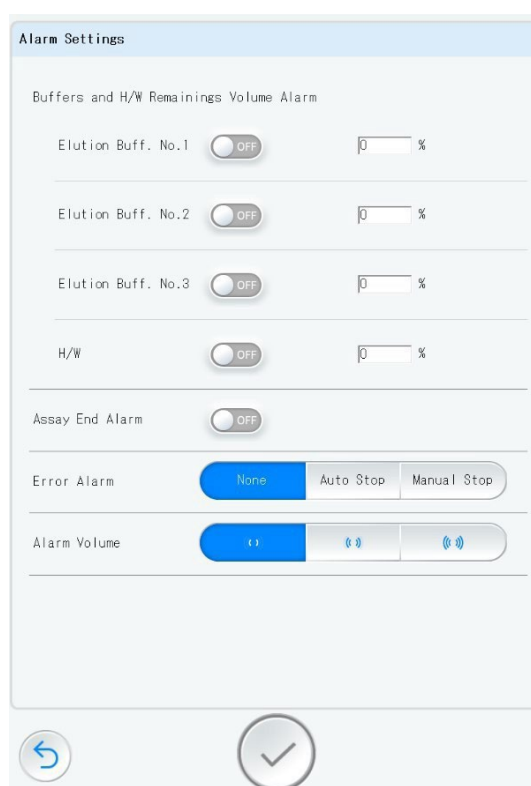 Alarm Settings
Buffers and H/W Remainings Volume Alarm
Elution Buff. No.1 OFF 0 %
Elution Buff. No.2 OFF 0 %
Elution Buff. No.3 OFF 0 %
H/W OFF 0 %
Assay End Alarm OFF
Error Alarm None Auto Stop Manual Stop
Alarm Volume